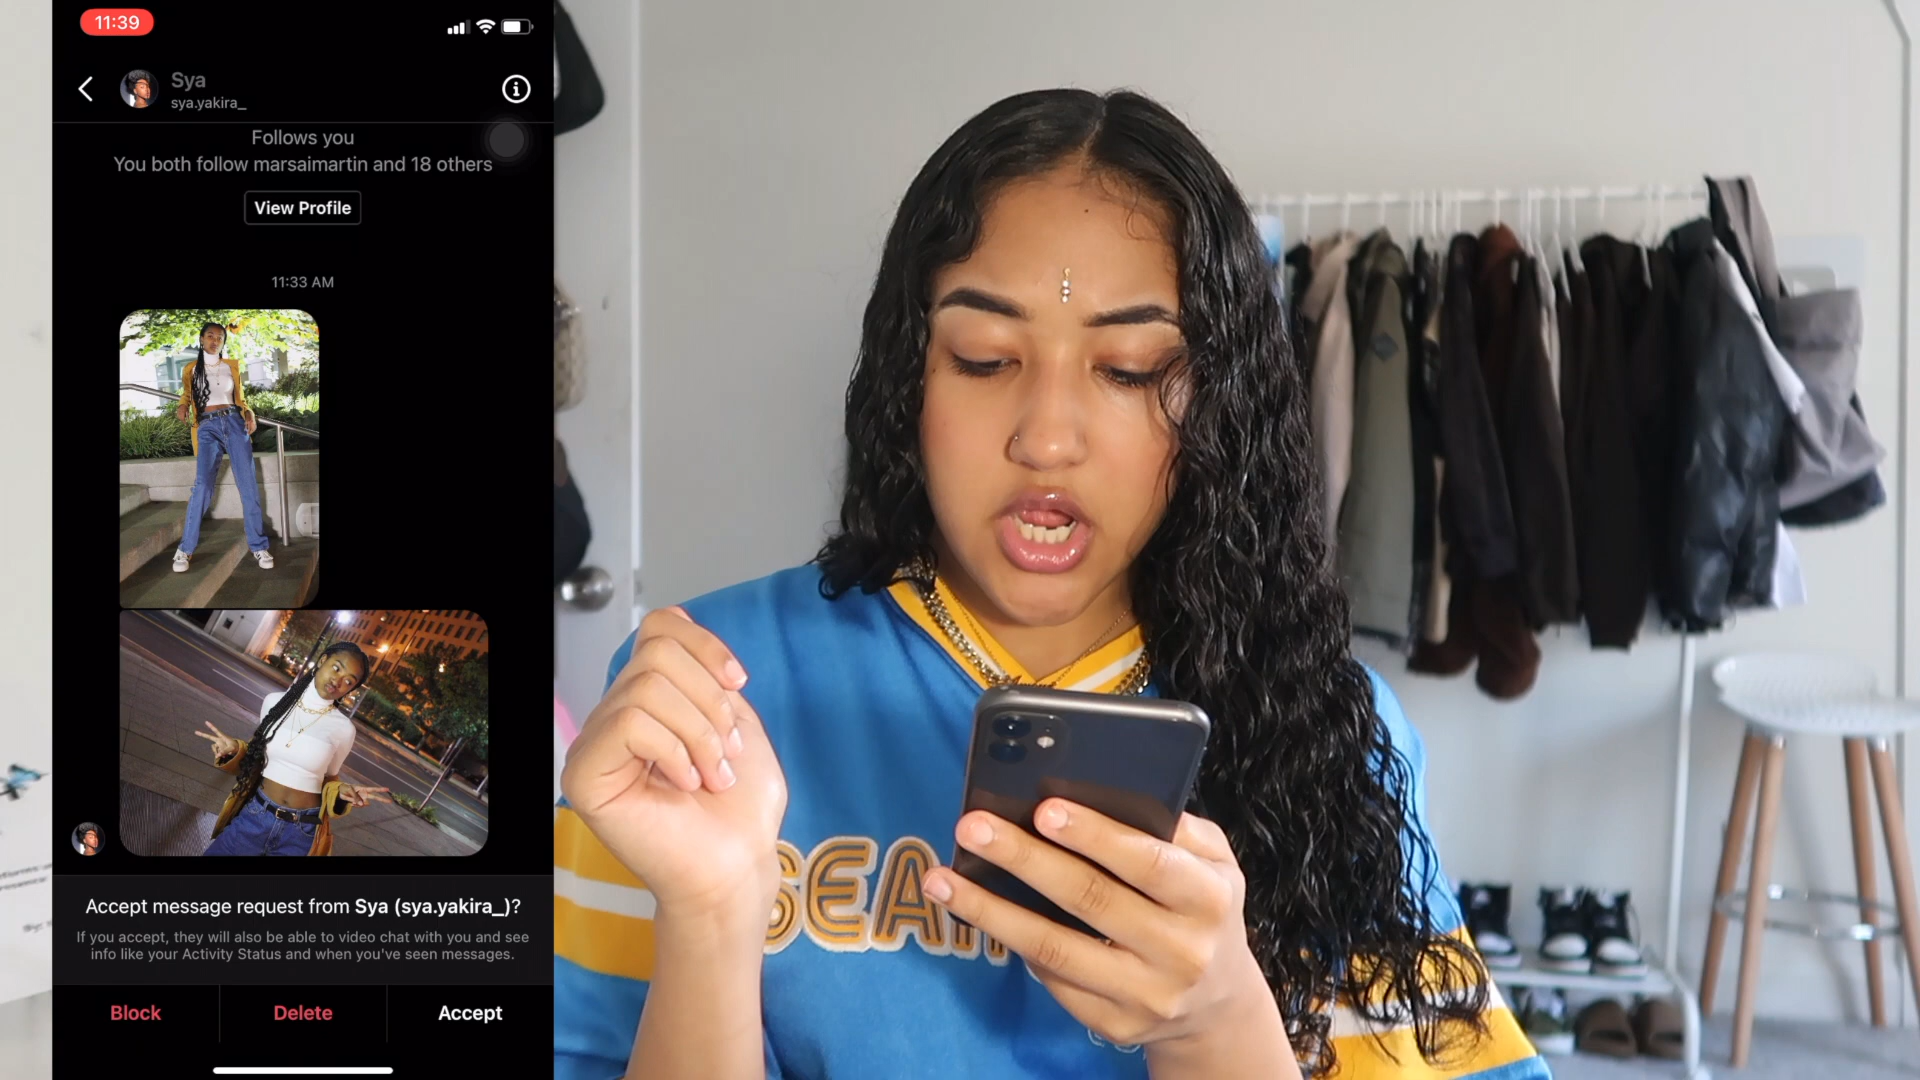 11:39
Sya
sya.yakira_
Follows you
You both follow marsaimartin and 18 others
View Profile
11:33 AM
Accept message request from Sya (sya.yakira_)?
If you accept, they will also be able to video chat with you and see
info like your Activity Status and when you've seen messages.
Block
Delete
Accept
SEA